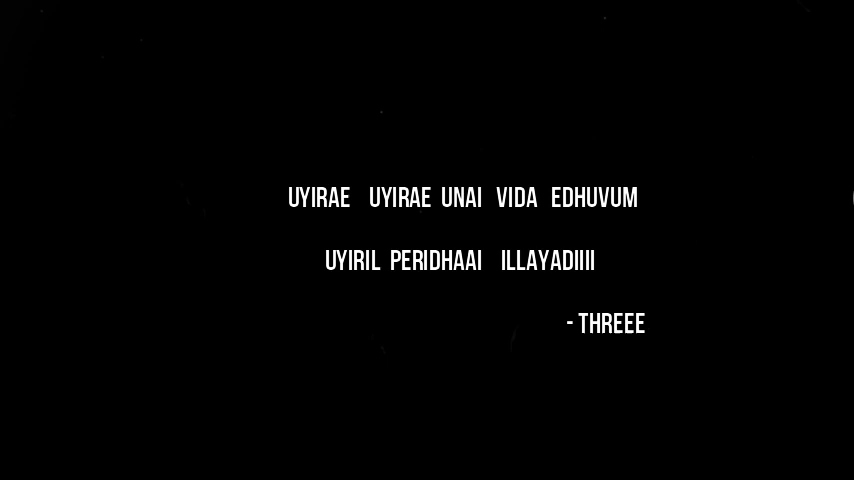 UYIRAE UYIRAE UNAI VIDA EDHUVUM
UYIRIL PERIDHAAI ILLAYADIIII
- THREEE